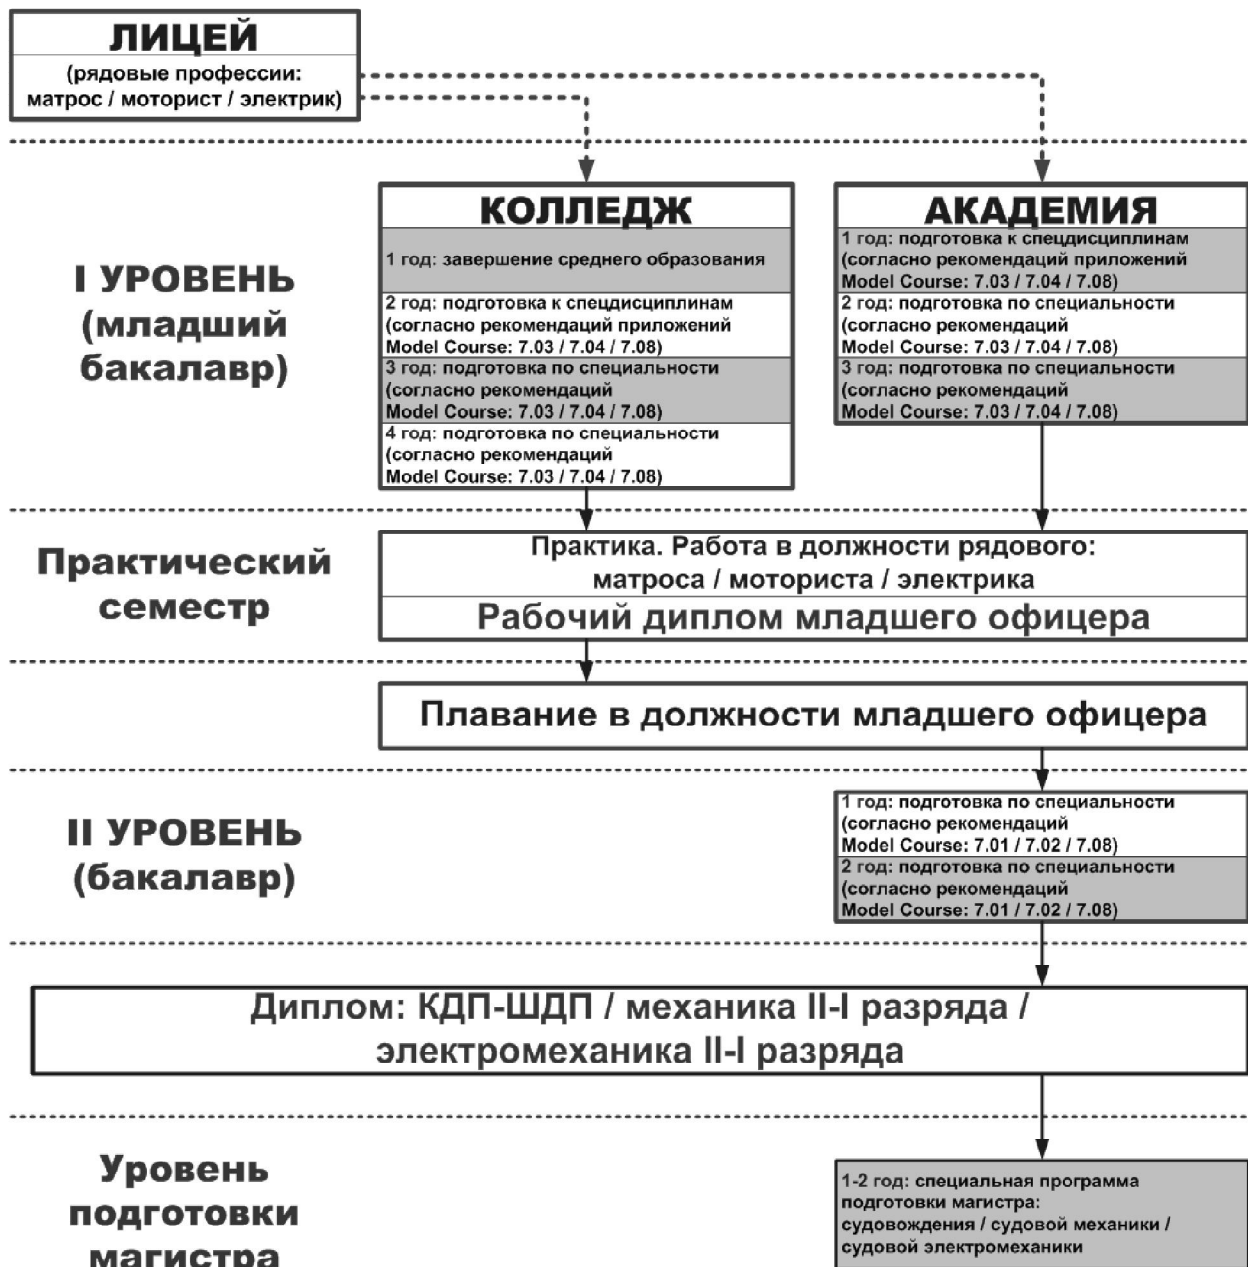 ЛИЦЕЙ
(рядовые профессии:
матрос / моторист / электрик)
I УРОВЕНЬ
(младший
бакалавр)
КОЛЛЕДЖ
1 год: завершение среднего образования
2 год: подготовка к спецдисциплинам
(согласно рекомендаций приложений
Model Course: 7.03 / 7.04 / 7.08)
3 год: подготовка по специальности
(согласно рекомендаций
Model Course: 7.03 / 7.04 / 7.08)
4 год: подготовка по специальности
(согласно рекомендаций
Model Course: 7.03 / 7.04 / 7.08)
АКАДЕМИЯ
1 год: подготовка к спецдисциплинам
(согласно рекомендаций приложений
Model Course: 7.03 / 7.04 / 7.08)
2 год: подготовка по специальности
(согласно рекомендаций
Model Course: 7.03 / 7.04 / 7.08)
3 год: подготовка по специальности
(согласно рекомендаций
Model Course: 7.03 / 7.04 / 7.08)
Практический
семестр
Практика. Работа в должности рядового:
матроса / моториста / электрика
Рабочий диплом младшего офицера
Плавание в должности младшего офицера
II УРОВЕНЬ
(бакалавр)
1 год: подготовка по специальности
(согласно рекомендаций
Model Course: 7.01 / 7.02 / 7.08)
2 год: подготовка по специальности
(согласно рекомендаций
Model Course: 7.01 / 7.02 / 7.08)
Диплом: КДП-ШДП / механика II-I разряда /
электромеханика II-I разряда
Уровень
подготовки
магистра
1-2 год: специальная программа
подготовки магистра:
судовождения / судовой механики /
судовой электромеханики